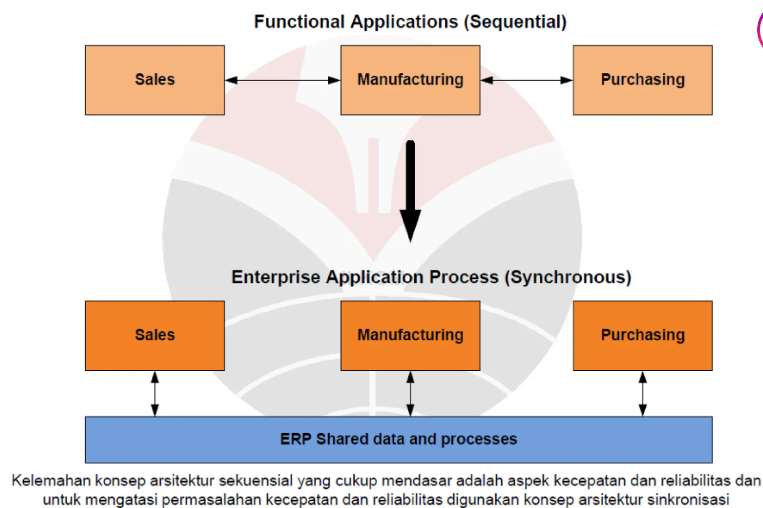 Functional Applications (Sequential)
Sales
Manufacturing
Purchasing
Enterprise Application Process (Synchronous)
Sales
Manufacturing
Purchasing
ERP Shared data and processes
Kelemahan konsep arsitektur sekuensial yang cukup mendasar adalah aspek kecepatan dan reliabilitas dan
untuk mengatasi permasalahan kecepatan dan reliabilitas digunakan konsep arsitektur sinkronisasi